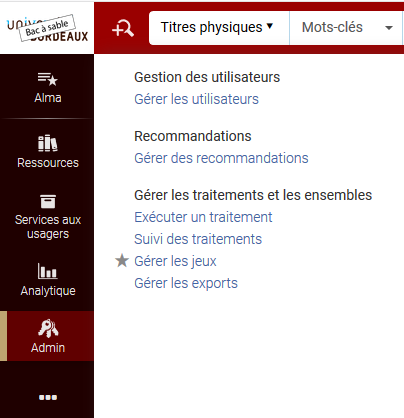 Bac à sable
BORDEAUX
Titres physiques
Mots-clés
Alma
Ressources
Services aux
usagers
Analytique
Admin
Gestion des utilisateurs
Gérer les utilisateurs
Recommandations
Gérer des recommandations
Gérer les traitements et les ensembles
Exécuter un traitement
Suivi des traitements
Gérer les jeux
Gérer les exports